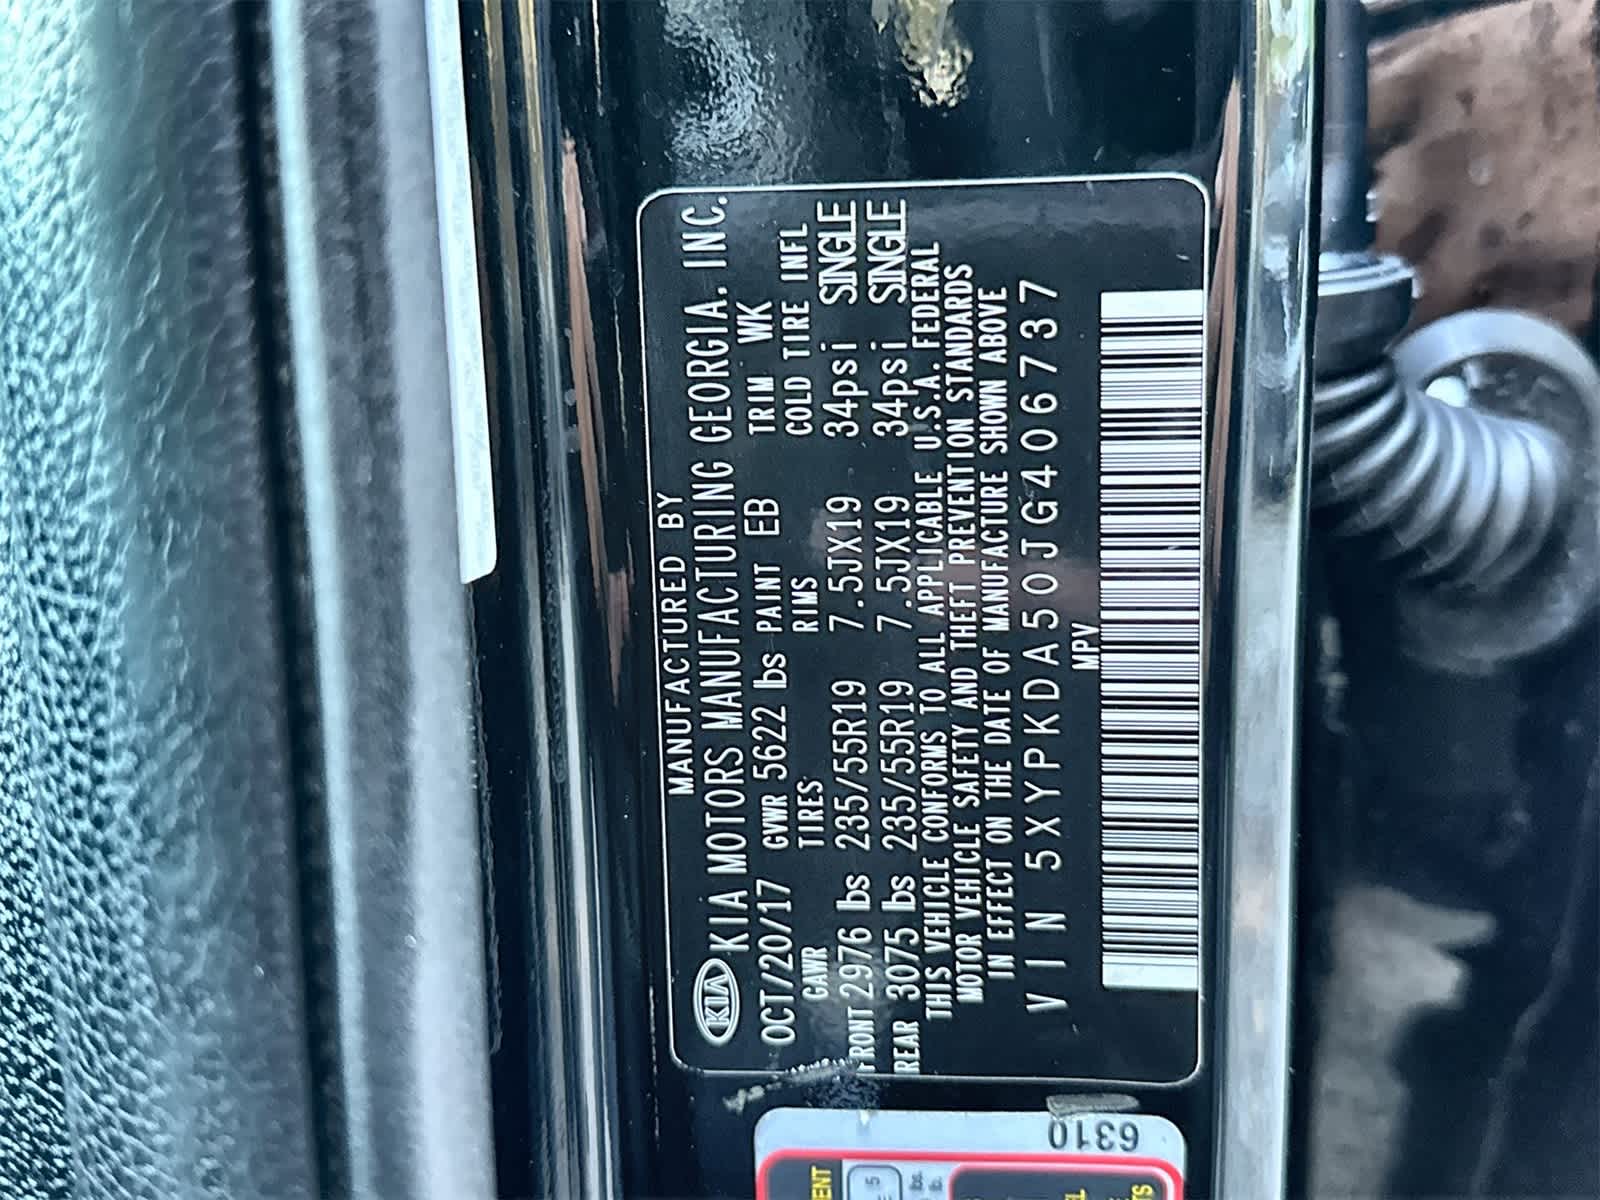 MANUFACTURED BY
KIA KIA MOTORS MANUFACTURING GEORGIA. INC.
OCT/20/17 GVWR 5622 lbs PAINT EB TRIM WK
GAWR TIRES RIMS COLD TIRE INFL
FRONT 2976 lbs 235/55R19 7.5JX19 34psi SINGLE
REAR 3075 lbs 235/55R19 7.5JX19 34psi SINGLE
THIS VEHICLE CONFORMS TO ALL APPLICABLE U.S.A. FEDERAL
MOTOR VEHICLE SAFETY AND THEFT PREVENTION STANDARDS
IN EFFECT ON THE DATE OF MANUFACTURE SHOWN ABOVE
VIN 5XYPKDA50JG406737
MPV
6310